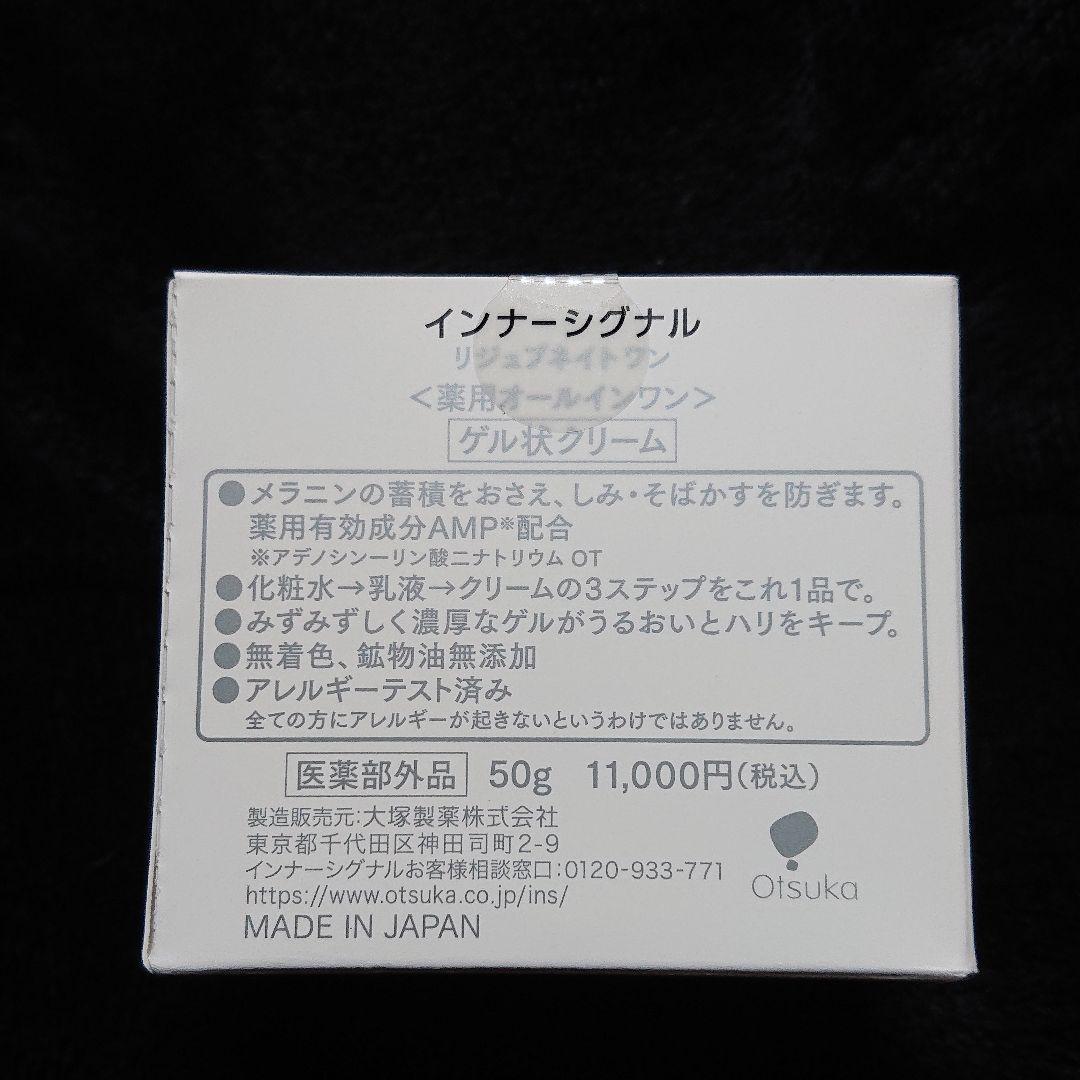 インナーシグナル
リジュブネイトワン
＜薬用オールインワン＞
ゲル状クリーム
●メラニンの蓄積をおさえ、しみ・そばかすを防ぎます。
薬用有効成分AMP※配合
※アデノシン一リン酸二ナトリウム OT
●化粧水→乳液→クリームの3ステップをこれ1品で。
●みずみずしく濃厚なゲルがうるおいとハリをキープ。
●無着色、鉱物油無添加
●アレルギーテスト済み
全ての方にアレルギーが起きないというわけではありません。
医薬部外品 50g 11,000円(税込)
製造販売元:大塚製薬株式会社
東京都千代田区神田司町2-9
インナーシグナルお客様相談窓口:0120-933-771
https://www.otsuka.co.jp/ins/
MADE IN JAPAN
Otsuka